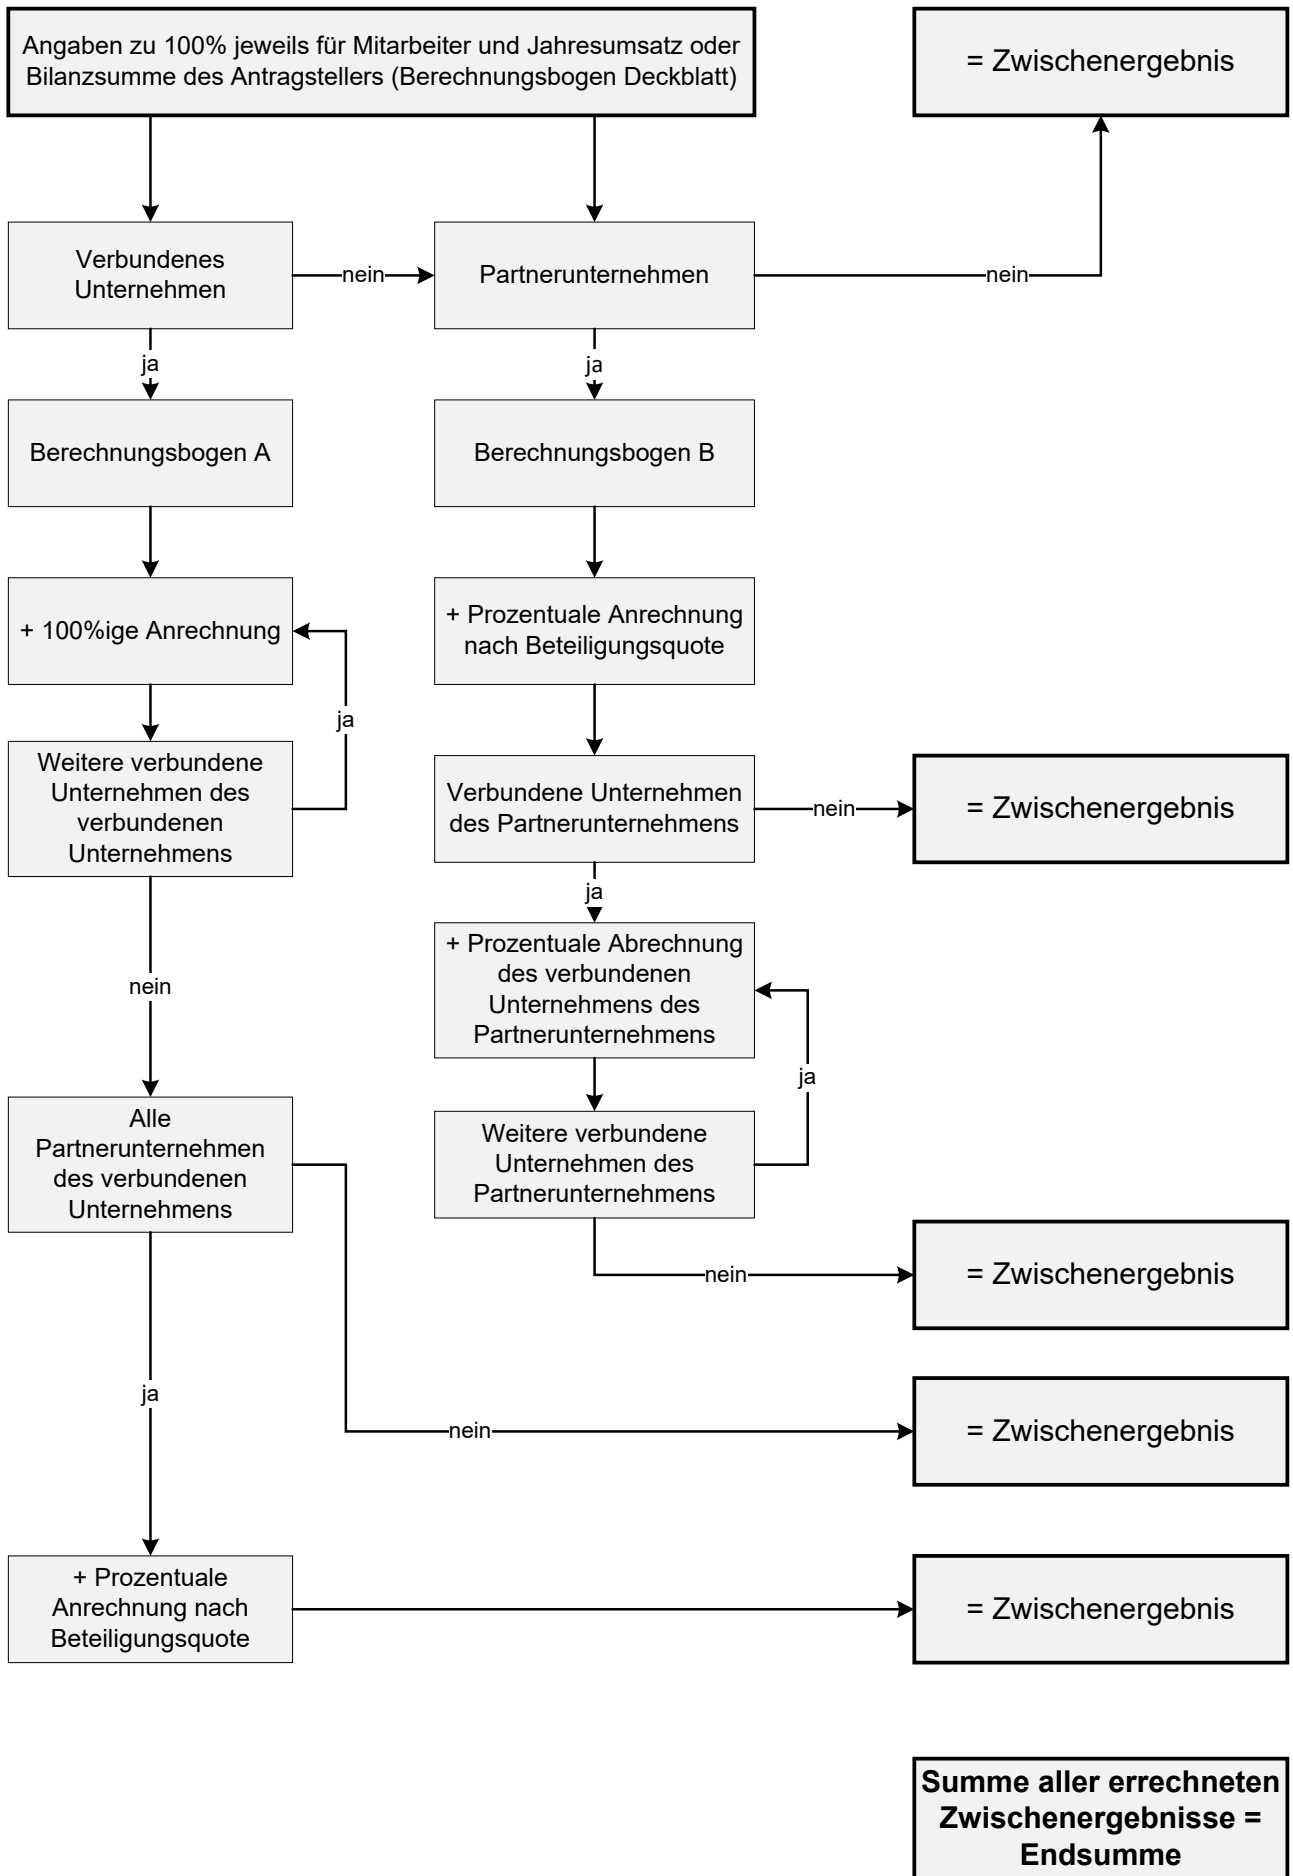 Angaben zu 100% jeweils für Mitarbeiter und Jahresumsatz oder
Bilanzsumme des Antragstellers (Berechnungsbogen Deckblatt)
= Zwischenergebnis
Verbundenes
Unternehmen
nein
Partnerunternehmen
nein
ja
ja
Berechnungsbogen A
Berechnungsbogen B
+ 100%ige Anrechnung
+ Prozentuale Anrechnung
nach Beteiligungsquote
ja
Weitere verbundene
Unternehmen des
verbundenen
Unternehmens
Verbundene Unternehmen
des Partnerunternehmens
nein
= Zwischenergebnis
ja
+ Prozentuale Abrechnung
des verbundenen
Unternehmens des
Partnerunternehmens
nein
ja
Alle
Partnerunternehmen
des verbundenen
Unternehmens
Weitere verbundene
Unternehmen des
Partnerunternehmens
nein
= Zwischenergebnis
ja
nein
= Zwischenergebnis
+ Prozentuale
Anrechnung nach
Beteiligungsquote
= Zwischenergebnis
Summe aller errechneten
Zwischenergebnisse =
Endsumme